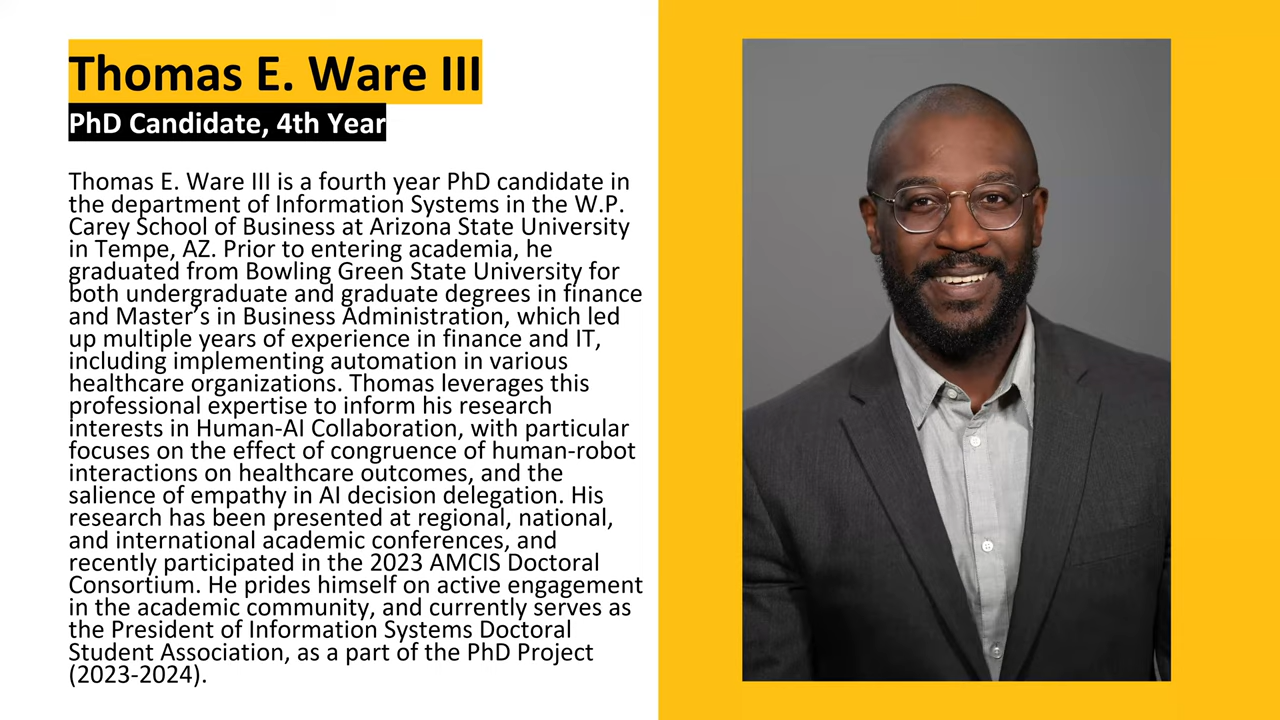 Thomas E. Ware III
PhD Candidate, 4th Year
Thomas E. Ware III is a fourth year PhD candidate in
the department of Information Systems in the W.P.
Carey School of Business at Arizona State University
in Tempe, AZ. Prior to entering academia, he
graduated from Bowling Green State University for
both undergraduate and graduate degrees in finance
and Master's in Business Administration, which led
up multiple years of experience in finance and IT,
including implementing automation in various
healthcare organizations. Thomas leverages this
professional expertise to inform his research
interests in Human-AI Collaboration, with particular
focuses on the effect of congruence of human-robot
interactions on healthcare outcomes, and the
salience of empathy in AI decision delegation. His
research has been presented at regional, national,
and international academic conferences, and
recently participated in the 2023 AMCIS Doctoral
Consortium. He prides himself on active engagement
in the academic community, and currently serves as
the President of Information Systems Doctoral
Student Association, as a part of the PhD Project
(2023-2024).